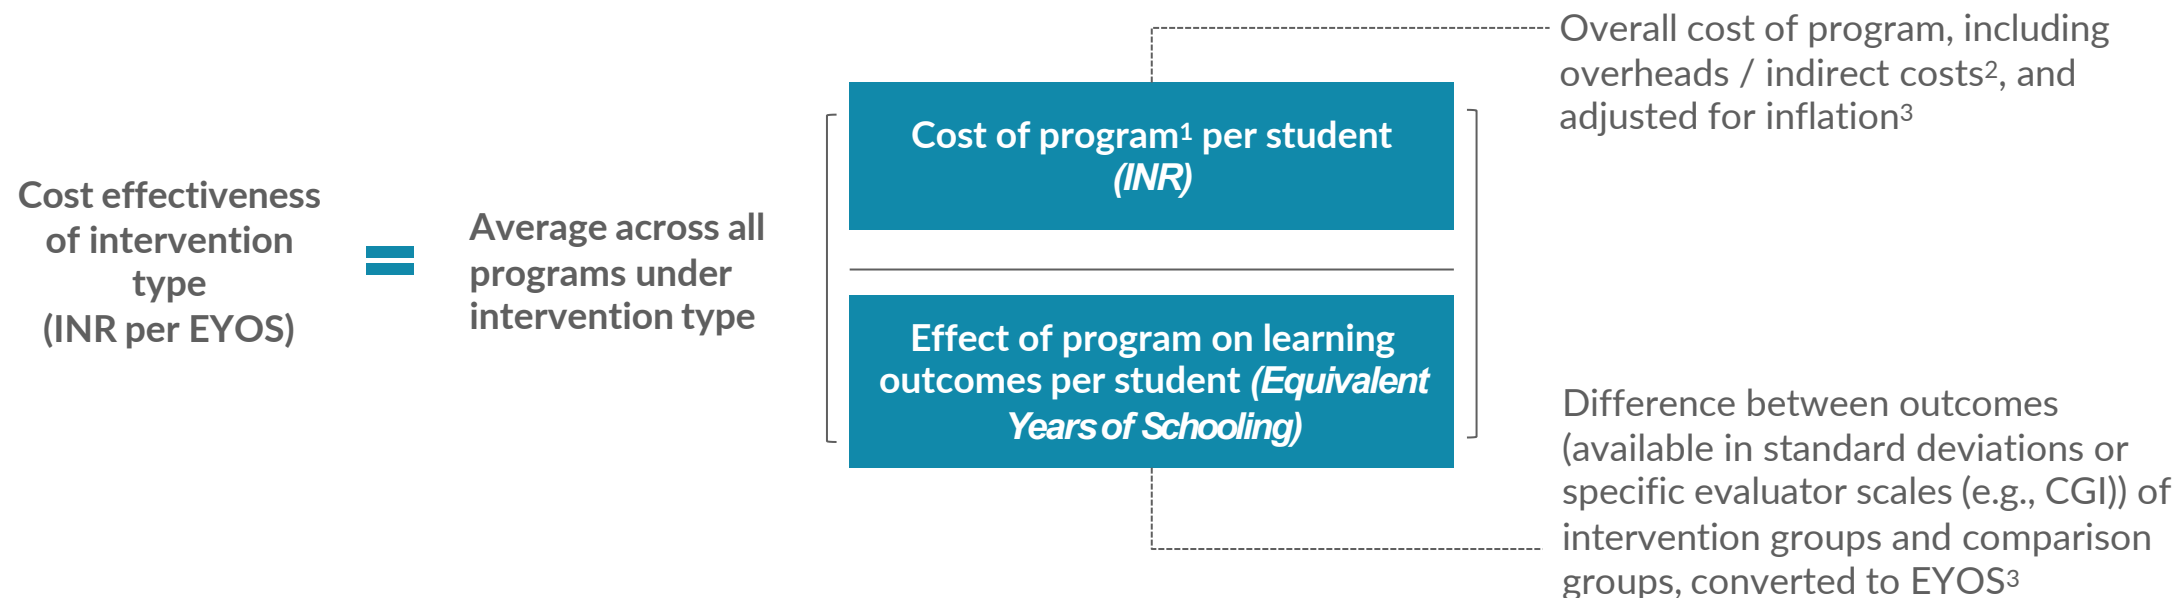 Cost effectiveness
of intervention
type
(INR per EYOS)
=
Average across all
programs under
intervention type
Cost of program¹ per student
(INR)
Effect of program on learning
outcomes per student (Equivalent
Years of Schooling)
Overall cost of program, including
overheads / indirect costs², and
adjusted for inflation³
Difference between outcomes
(available in standard deviations or
specific evaluator scales (e.g., CGI)) of
intervention groups and comparison
groups, converted to EYOS³